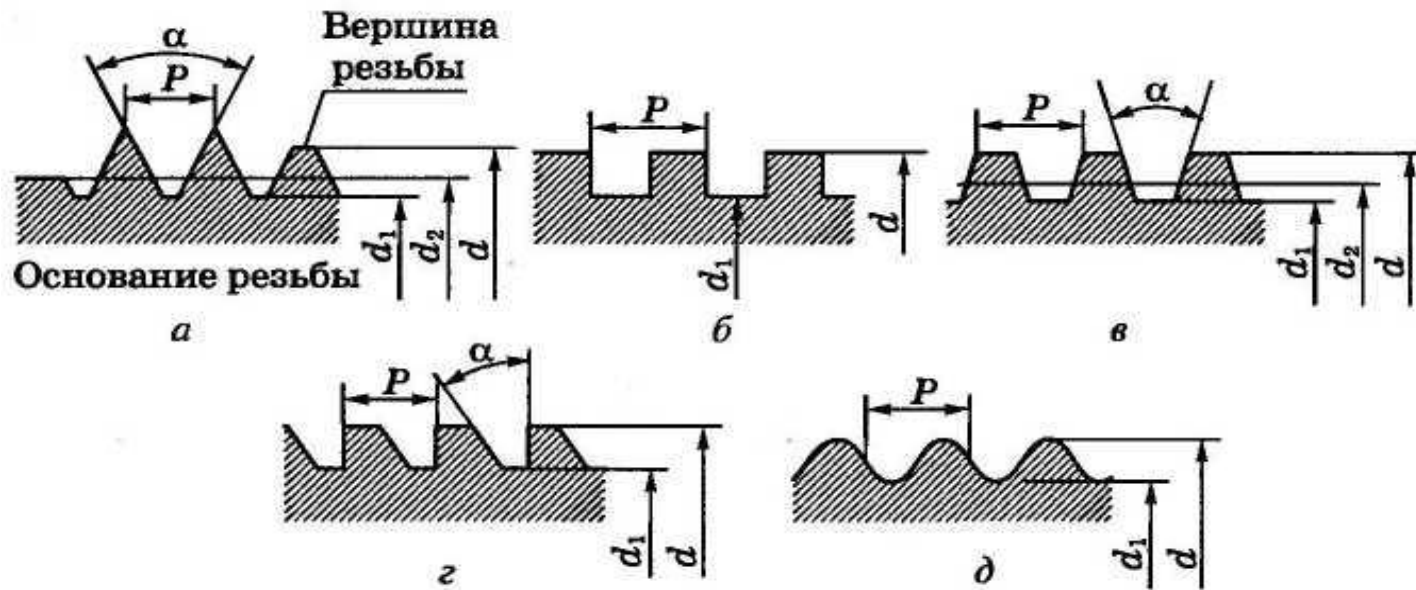 α
P
Вершина
резьбы
d₁
d₂
d
Основание резьбы
а
P
d₁
d
б
P
α
d₁
d₂
d
в
P
α
d₁
d
г
P
d₁
d
д